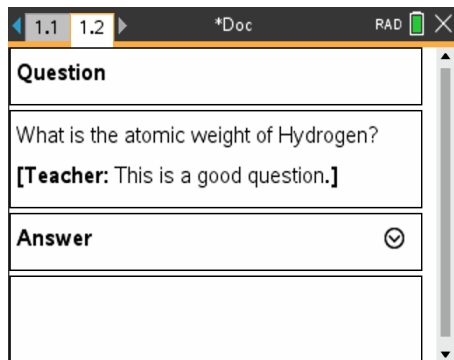 1.1 1.2 *Doc RAD
Question
What is the atomic weight of Hydrogen?
[Teacher: This is a good question.]
Answer